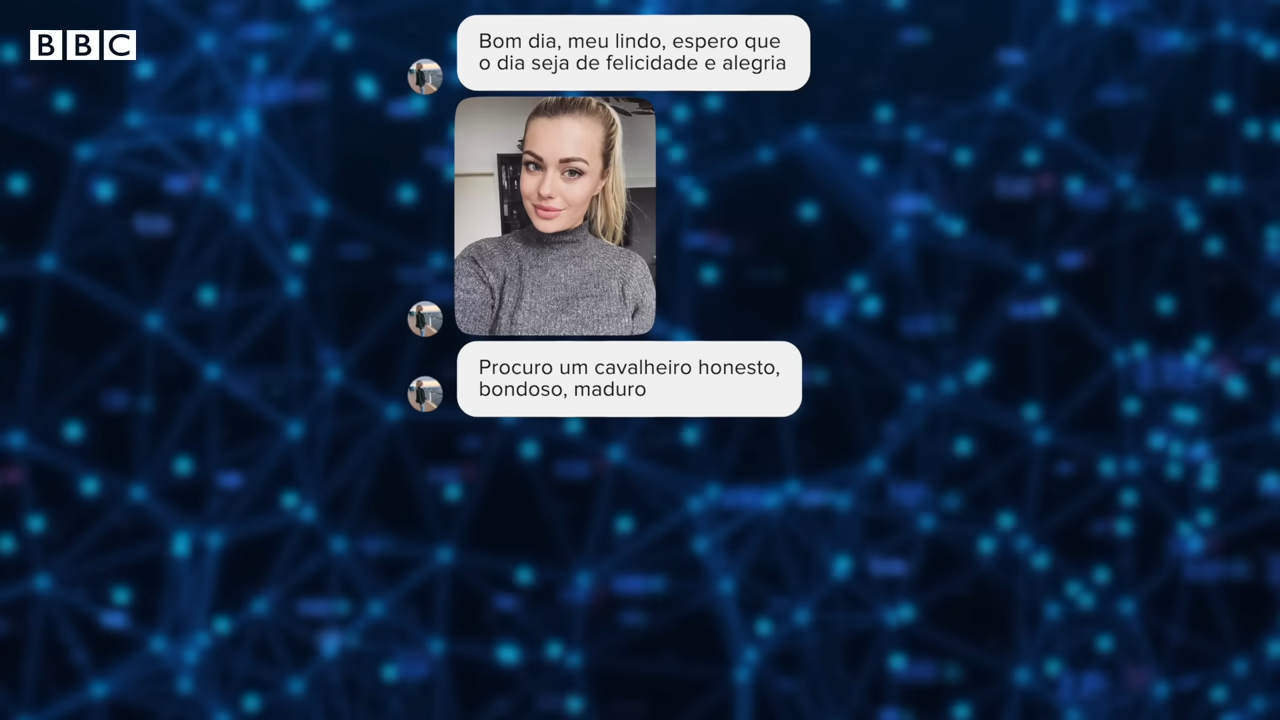 BBC
Bom dia, meu lindo, espero que
o dia seja de felicidade e alegria
Procuro um cavalheiro honesto,
bondoso, maduro